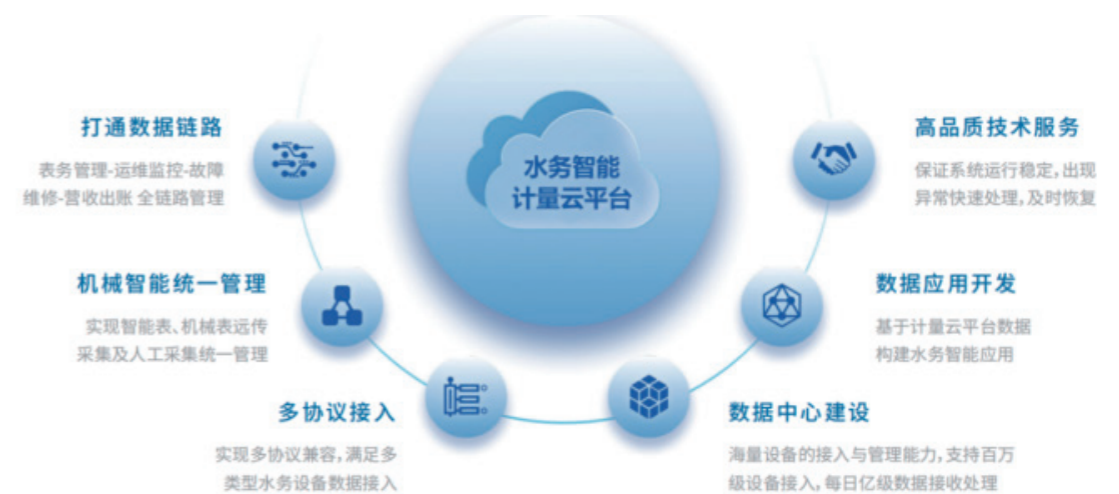 水务智能
计量云平台
打通数据链路
表务管理-运维监控-故障
维修-营收出账 全链路管理
机械智能统一管理
实现智能表、机械表远传
采集及人工采集统一管理
多协议接入
实现多协议兼容,满足多
类型水务设备数据接入
数据中心建设
海量设备的接入与管理能力,支持百万
级设备接入,每日亿级数据接收处理
数据应用开发
基于计量云平台数据
构建水务智能应用
高品质技术服务
保证系统运行稳定,出现
异常快速处理,及时恢复